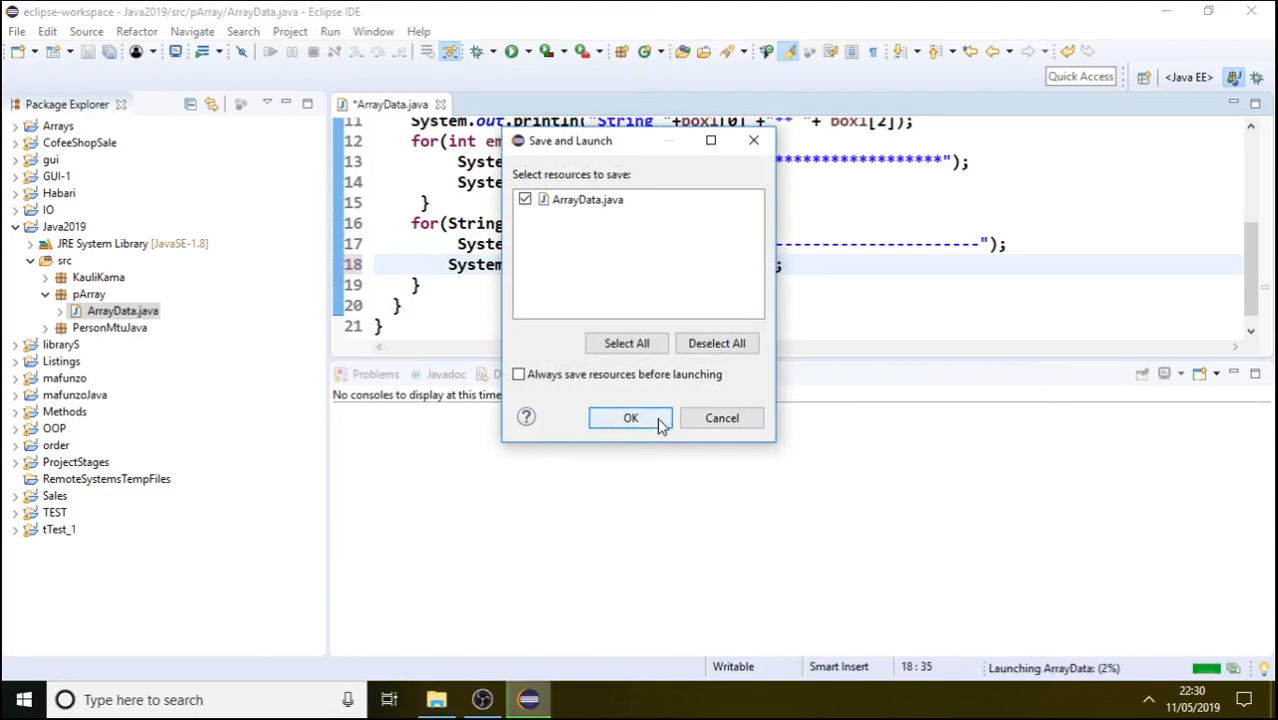 eclipse-workspace - Java2019/src/pArray/ArrayData.java - Eclipse IDE
File Edit Source Refactor Navigate Search Project Run Window Help
Quick Access
<Java EE>
Package Explorer
Arrays
CofeeShopSale
gui
GUI-1
Habari
IO
Java2019
JRE System Library [JavaSE-1.8]
src
KauliKama
pArray
ArrayData.java
PersonMtuJava
libraryS
Listings
mafunzo
mafunzoJava
Methods
OOP
order
ProjectStages
RemoteSystemsTempFiles
Sales
TEST
tTest_1
*ArrayData.java
11 System.out.println("String "+box1[0] +"** "+ box1[2]);
12 for(int em
13 Syste *****************");
14 Syste
15 }
16 for(String
17 Syste ----------------------");
18 System ;
19 }
20 }
21 }
Save and Launch
Select resources to save:
ArrayData.java
Select All Deselect All
Always save resources before launching
OK Cancel
Problems Javadoc
No consoles to display at this time
Writable Smart Insert 18 : 35 Launching ArrayData: (2%)
Type here to search
22:30
11/05/2019